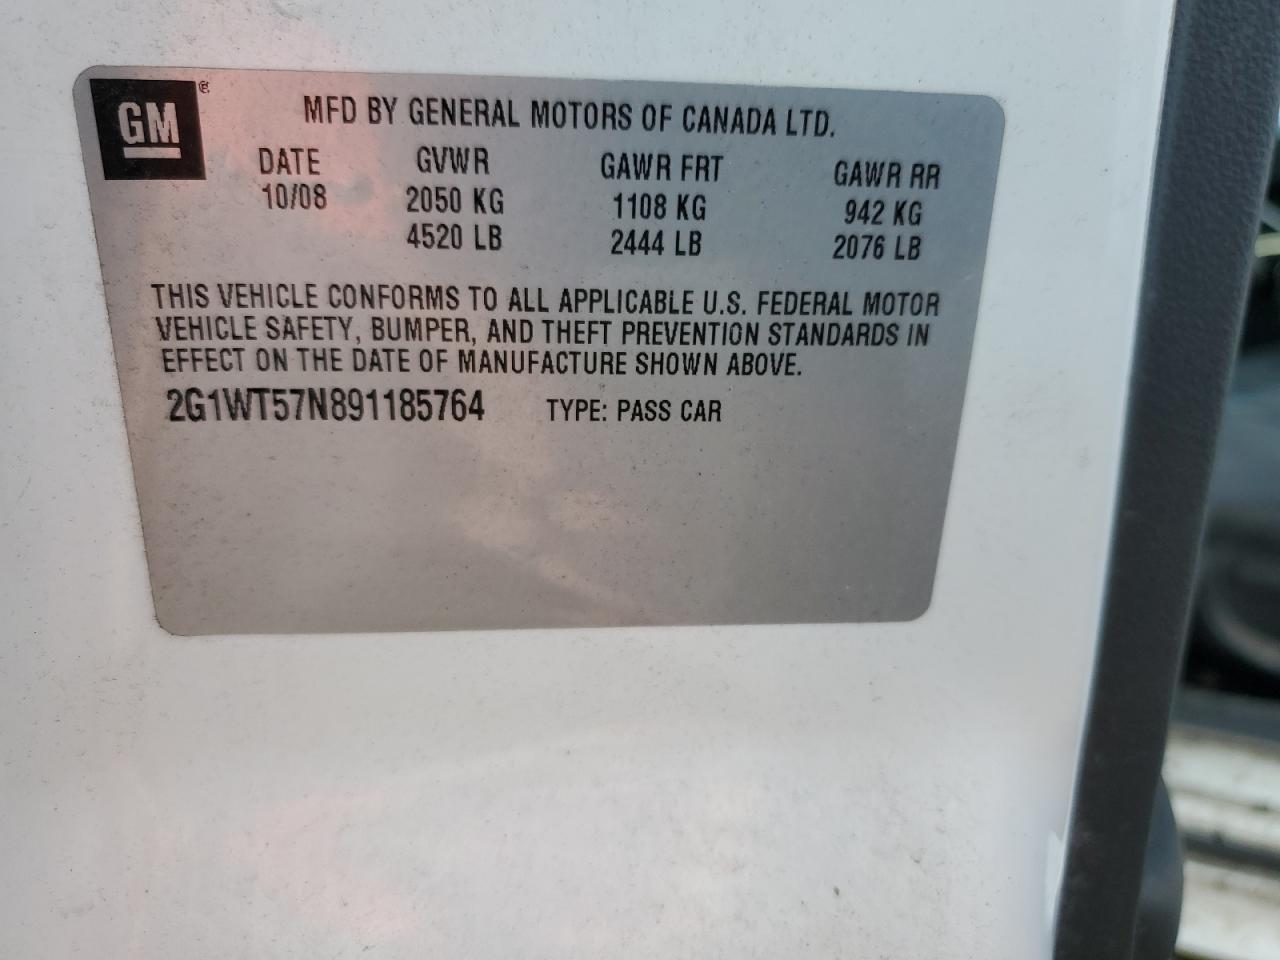 GM
MFD BY GENERAL MOTORS OF CANADA LTD.
DATE GVWR GAWR FRT GAWR RR
10/08 2050 KG 1108 KG 942 KG
4520 LB 2444 LB 2076 LB
THIS VEHICLE CONFORMS TO ALL APPLICABLE U.S. FEDERAL MOTOR
VEHICLE SAFETY, BUMPER, AND THEFT PREVENTION STANDARDS IN
EFFECT ON THE DATE OF MANUFACTURE SHOWN ABOVE.
2G1WT57N891185764 TYPE: PASS CAR